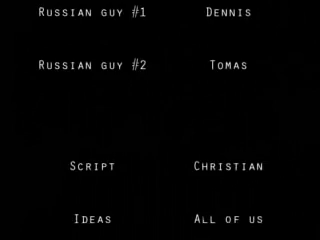 Russian guy #1 Dennis
Russian guy #2 Tomas
Script Christian
Ideas All of us